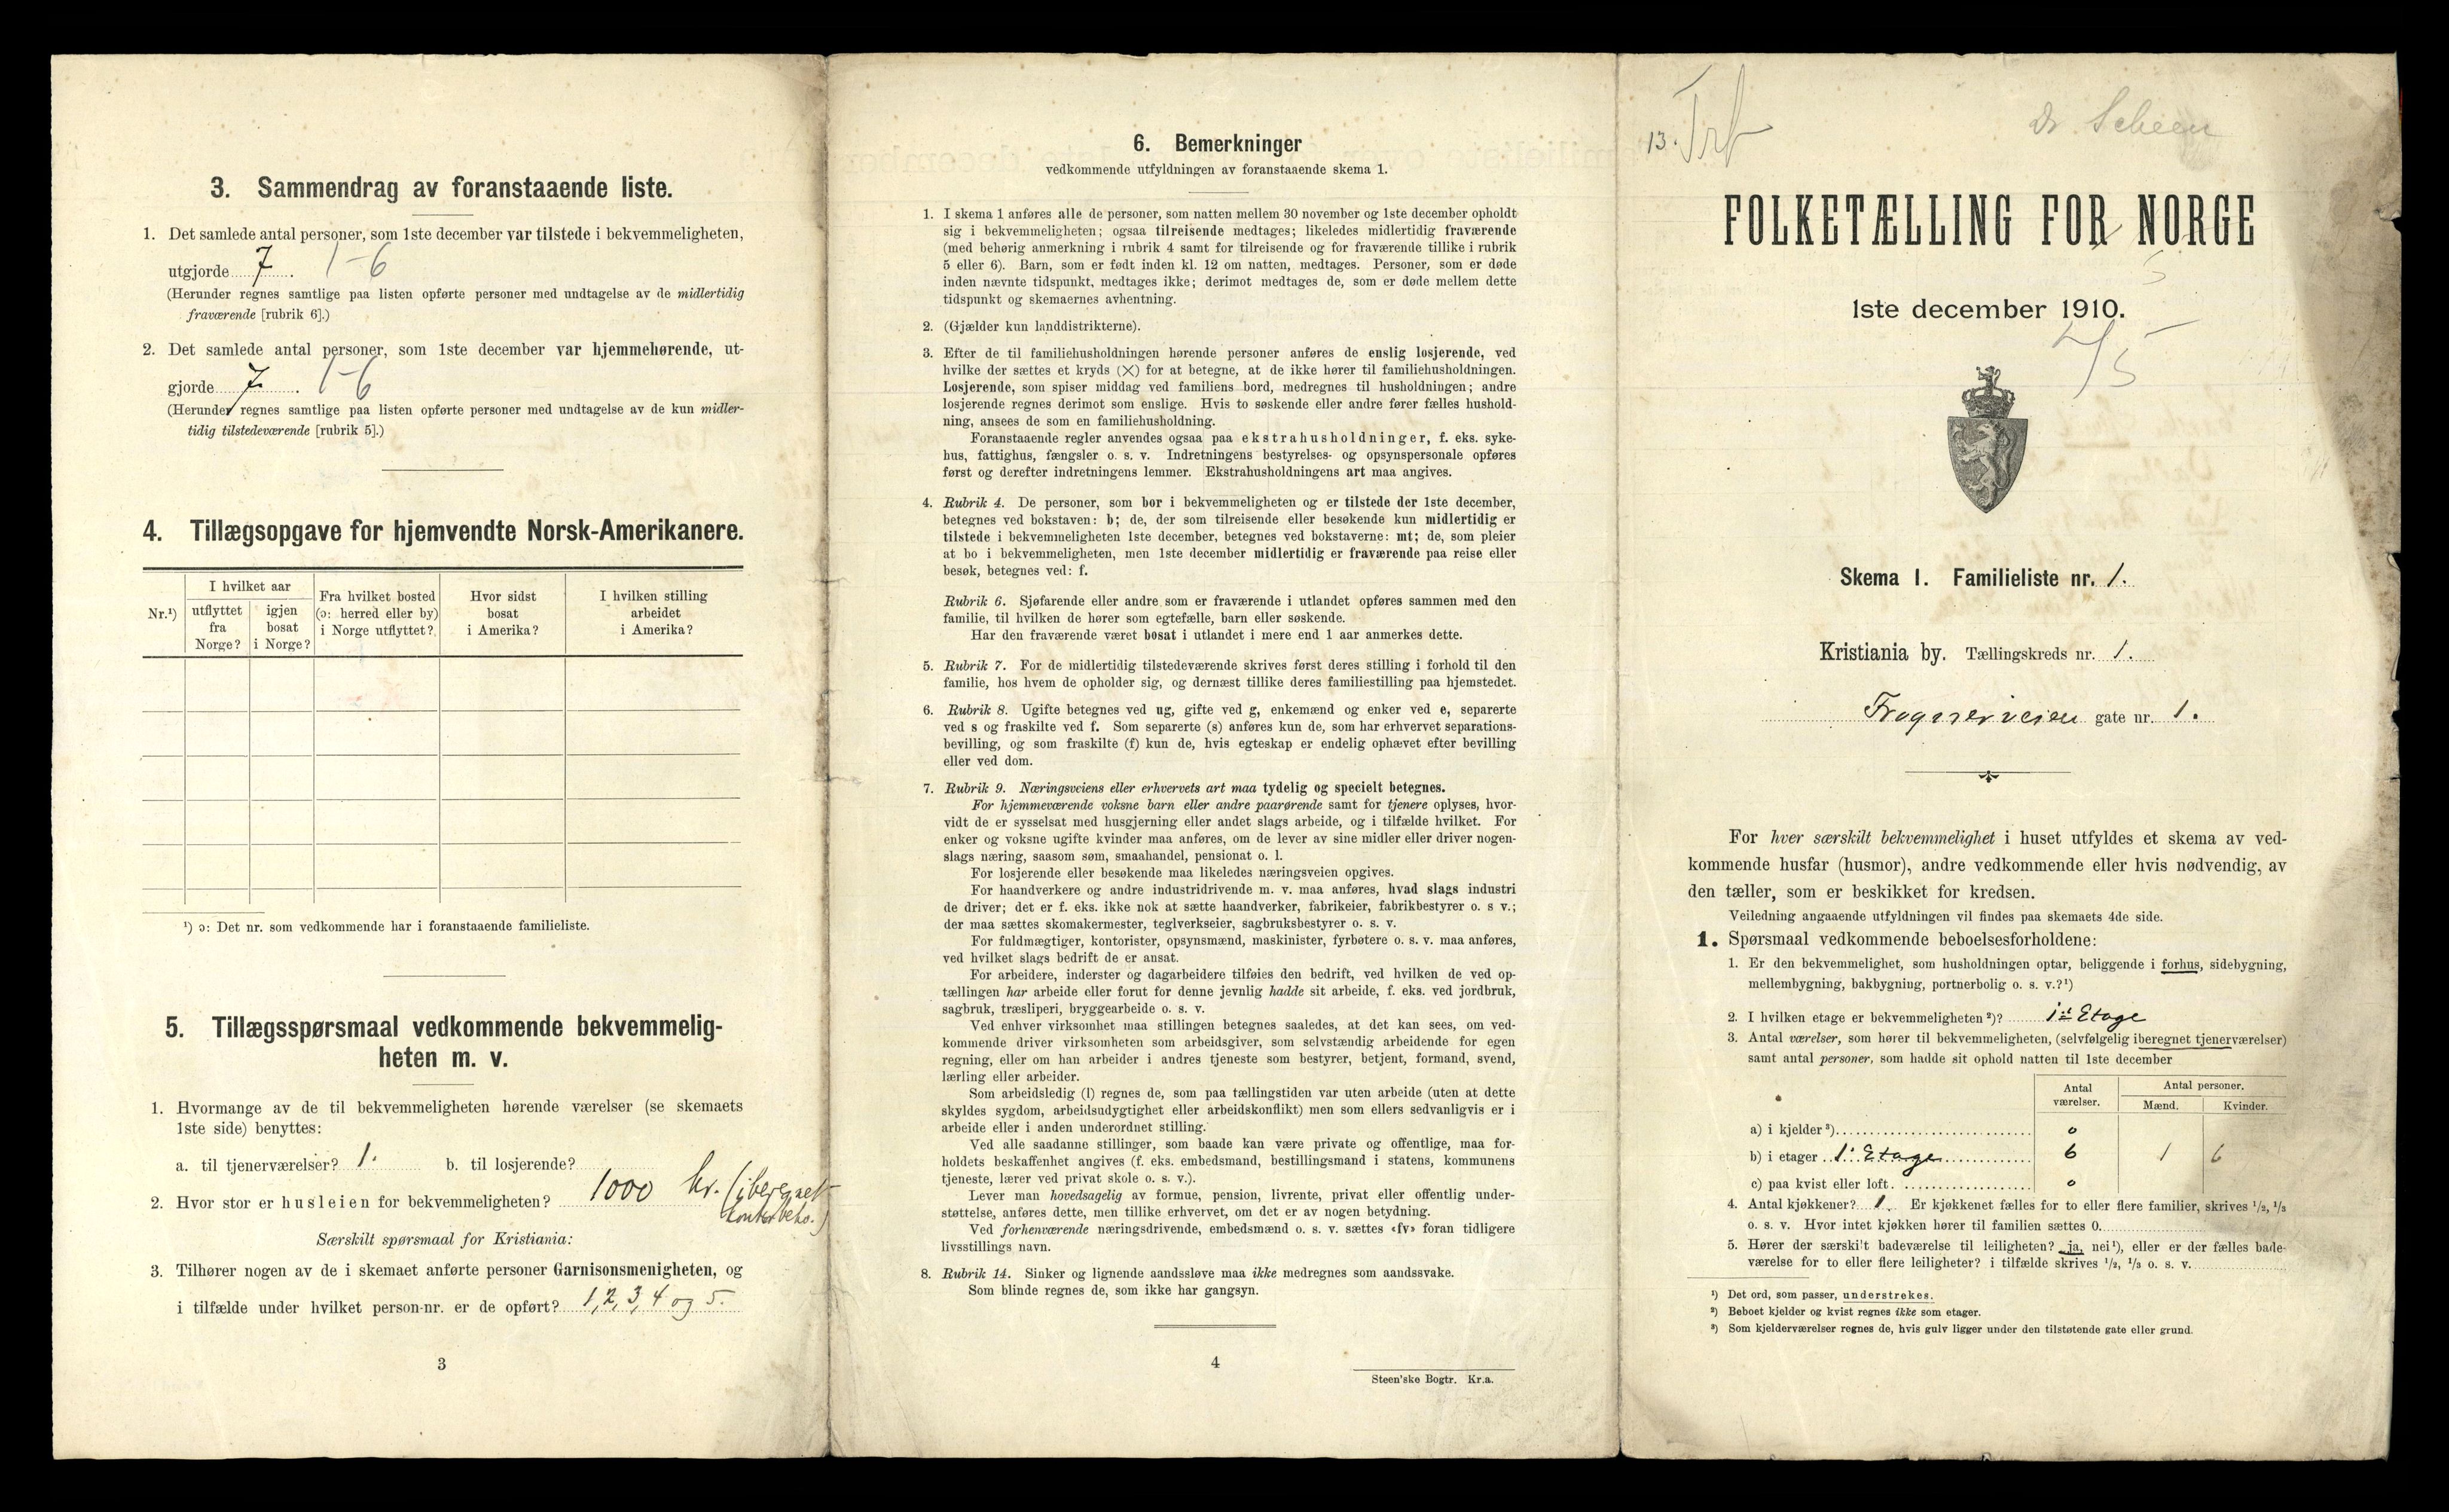 3. Sammendrag av foranstaaende liste.
1. Det samlede antal personer, som 1ste december var tilstede i bekvemmeligheten,
utgjorde 7. 1-6
(Herunder regnes samtlige paa listen opførte personer med undtagelse av de midlertidig
fraværende [rubrik 6].)
2. Det samlede antal personer, som 1ste december var hjemmehørende, ut-
gjorde 7. 1-6
(Herunder regnes samtlige paa listen opførte personer med undtagelse av de kun midler-
tidig tilstedeværende [rubrik 5].)
4. Tillægsopgave for hjemvendte Norsk-Amerikanere.
Nr.¹)
I hvilket aar
utflyttet
fra
Norge?
igjen
bosat
i Norge?
Fra hvilket bosted
(ɔ: herred eller by)
i Norge utflyttet?
Hvor sidst
bosat
i Amerika?
I hvilken stilling
arbeidet
i Amerika?
¹) ɔ: Det nr. som vedkommende har i foranstaaende familieliste.
5. Tillægsspørsmaal vedkommende bekvemmelig-
heten m. v.
1. Hvormange av de til bekvemmeligheten hørende værelser (se skemaets
1ste side) benyttes:
a. til tjenerværelser? 1. b. til losjerende?
2. Hvor stor er husleien for bekvemmeligheten? 1000 kr. (iberegnet
Særskilt spørsmaal for Kristiania:
3. Tilhører nogen av de i skemaet anførte personer Garnisonsmenigheten, og
i tilfælde under hvilket person-nr. er de opført? 1, 2, 3, 4 og 5.
3
6. Bemerkninger
vedkommende utfyldningen av foranstaaende skema 1.
1. I skema 1 anføres alle de personer, som natten mellem 30 november og 1ste december opholdt
sig i bekvemmeligheten; ogsaa tilreisende medtages; likeledes midlertidig fraværende
(med behørig anmerkning i rubrik 4 samt for tilreisende og for fraværende tillike i rubrik
5 eller 6). Barn, som er født inden kl. 12 om natten, medtages. Personer, som er døde
inden nævnte tidspunkt, medtages ikke; derimot medtages de, som er døde mellem dette
tidspunkt og skemaernes avhentning.
2. (Gjælder kun landdistrikterne).
3. Efter de til familiehusholdningen hørende personer anføres de enslig losjerende, ved
hvilke der sættes et kryds (×) for at betegne, at de ikke hører til familiehusholdningen.
Losjerende, som spiser middag ved familiens bord, medregnes til husholdningen; andre
losjerende regnes derimot som enslige. Hvis to søskende eller andre fører fælles hushold-
ning, ansees de som en familiehusholdning.
Foranstaaende regler anvendes ogsaa paa ekstrahusholdninger, f. eks. syke-
hus, fattighus, fængsler o. s. v. Indretningens bestyrelses- og opsynspersonale opføres
først og derefter indretningens lemmer. Ekstrahusholdningens art maa angives.
4. Rubrik 4. De personer, som bor i bekvemmeligheten og er tilstede der 1ste december,
betegnes ved bokstaven: b; de, der som tilreisende eller besøkende kun midlertidig er
tilstede i bekvemmeligheten 1ste december, betegnes ved bokstaverne: mt; de, som pleier
at bo i bekvemmeligheten, men 1ste december midlertidig er fraværende paa reise eller
besøk, betegnes ved: f.
Rubrik 6. Sjøfarende eller andre som er fraværende i utlandet opføres sammen med den
familie, til hvilken de hører som egtefælle, barn eller søskende.
Har den fraværende været bosat i utlandet i mere end 1 aar anmerkes dette.
5. Rubrik 7. For de midlertidig tilstedeværende skrives først deres stilling i forhold til den
familie, hos hvem de opholder sig, og dernæst tillike deres familiestilling paa hjemstedet.
6. Rubrik 8. Ugifte betegnes ved ug, gifte ved g, enkemænd og enker ved e, separerte
ved s og fraskilte ved f. Som separerte (s) anføres kun de, som har erhvervet separations-
bevilling, og som fraskilte (f) kun de, hvis egteskap er endelig ophævet efter bevilling
eller ved dom.
7. Rubrik 9. Næringsveiens eller erhvervets art maa tydelig og specielt betegnes.
For hjemmeværende voksne barn eller andre paarørende samt for tjenere oplyses, hvor-
vidt de er sysselsat med husgjerning eller andet slags arbeide, og i tilfælde hvilket. For
enker og voksne ugifte kvinder maa anføres, om de lever av sine midler eller driver nogen-
slags næring, saasom søm, smaahandel, pensionat o. l.
For losjerende eller besøkende maa likeledes næringsveien opgives.
For haandverkere og andre industridrivende m. v. maa anføres, hvad slags industri
de driver; det er f. eks. ikke nok at sætte haandverker, fabrikeier, fabrikbestyrer o. s v.;
der maa sættes skomakermester, teglverkseier, sagbruksbestyrer o. s. v.
For fuldmægtiger, kontorister, opsynsmænd, maskinister, fyrbøtere o. s. v. maa anføres,
ved hvilket slags bedrift de er ansat.
For arbeidere, inderster og dagarbeidere tilføies den bedrift, ved hvilken de ved op-
tællingen har arbeide eller forut for denne jevnlig hadde sit arbeide, f. eks. ved jordbruk,
sagbruk, træsliperi, bryggearbeide o. s. v.
Ved enhver virksomhet maa stillingen betegnes saaledes, at det kan sees, om ved-
kommende driver virksomheten som arbeidsgiver, som selvstændig arbeidende for egen
regning, eller om han arbeider i andres tjeneste som bestyrer, betjent, formand, svend,
lærling eller arbeider.
Som arbeidsledig (l) regnes de, som paa tællingstiden var uten arbeide (uten at dette
skyldes sygdom, arbeidsudygtighet eller arbeidskonflikt) men som ellers sedvanligvis er i
arbeide eller i anden underordnet stilling.
Ved alle saadanne stillinger, som baade kan være private og offentlige, maa for-
holdets beskaffenhet angives (f. eks. embedsmand, bestillingsmand i statens, kommunens
tjeneste, lærer ved privat skole o. s. v.).
Lever man hovedsagelig av formue, pension, livrente, privat eller offentlig under-
støttelse, anføres dette, men tillike erhvervet, om det er av nogen betydning.
Ved forhenværende næringsdrivende, embedsmænd o. s. v. sættes «fv» foran tidligere
livsstillings navn.
8. Rubrik 14. Sinker og lignende aandssløve maa ikke medregnes som aandssvake.
Som blinde regnes de, som ikke har gangsyn.
4
Steen'ske Bogtr. Kr.a.
13.
Dr. Scheen
FOLKETÆLLING FOR NORGE
1ste december 1910.
Skema I. Familieliste nr. 1.
Kristiania by. Tællingskreds nr. 1.
Frognerveien gate nr. 1.
For hver særskilt bekvemmelighet i huset utfyldes et skema av ved-
kommende husfar (husmor), andre vedkommende eller hvis nødvendig, av
den tæller, som er beskikket for kredsen.
Veiledning angaaende utfyldningen vil findes paa skemaets 4de side.
1. Spørsmaal vedkommende beboelsesforholdene:
1. Er den bekvemmelighet, som husholdningen optar, beliggende i forhus, sidebygning,
mellembygning, bakbygning, portnerbolig o. s. v.?¹)
2. I hvilken etage er bekvemmeligheten²)? 1ste Etage
3. Antal værelser, som hører til bekvemmeligheten, (selvfølgelig iberegnet tjenerværelser)
samt antal personer, som hadde sit ophold natten til 1ste december
Antal
værelser.
Antal personer.
Mænd. Kvinder.
a) i kjelder³) 0
b) i etager 1. Etage 6 1 6
c) paa kvist eller loft 0
4. Antal kjøkkener? 1 Er kjøkkenet fælles for to eller flere familier, skrives 1/2, 1/3
o. s. v. Hvor intet kjøkken hører til familien sættes 0.
5. Hører der særski't badeværelse til leiligheten? ja, nei¹), eller er der fælles bade-
værelse for to eller flere leiligheter? i tilfælde skrives 1/2, 1/3 o. s. v.
¹) Det ord, som passer, understrekes.
²) Beboet kjelder og kvist regnes ikke som etager.
³) Som kjelderværelser regnes de, hvis gulv ligger under den tilstøtende gate eller grund.